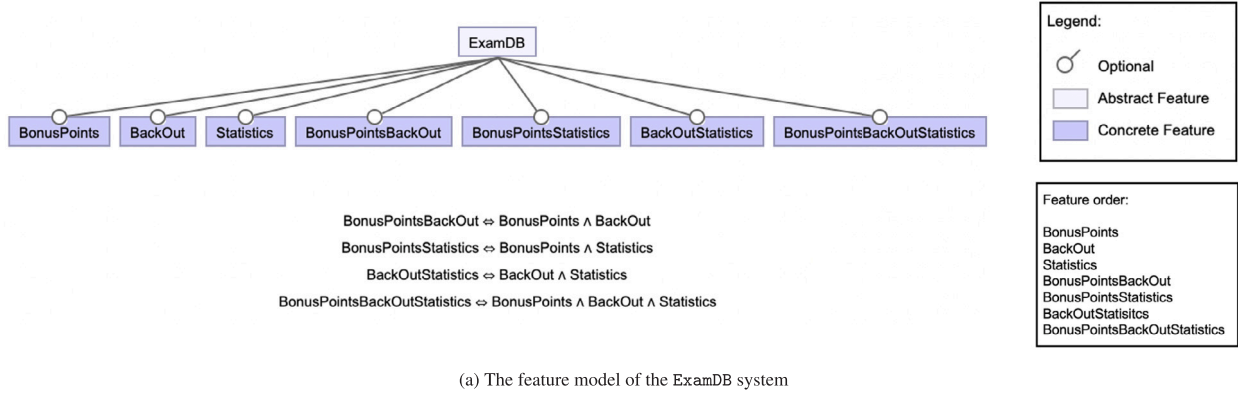 ExamDB
BonusPoints
BackOut
Statistics
BonusPointsBackOut
BonusPointsStatistics
BackOutStatistics
BonusPointsBackOutStatistics
BonusPointsBackOut ⇔ BonusPoints ∧ BackOut
BonusPointsStatistics ⇔ BonusPoints ∧ Statistics
BackOutStatistics ⇔ BackOut ∧ Statistics
BonusPointsBackOutStatistics ⇔ BonusPoints ∧ BackOut ∧ Statistics
Legend:
Optional
Abstract Feature
Concrete Feature
Feature order:
BonusPoints
BackOut
Statistics
BonusPointsBackOut
BonusPointsStatistics
BackOutStatisitcs
BonusPointsBackOutStatistics
(a) The feature model of the ExamDB system